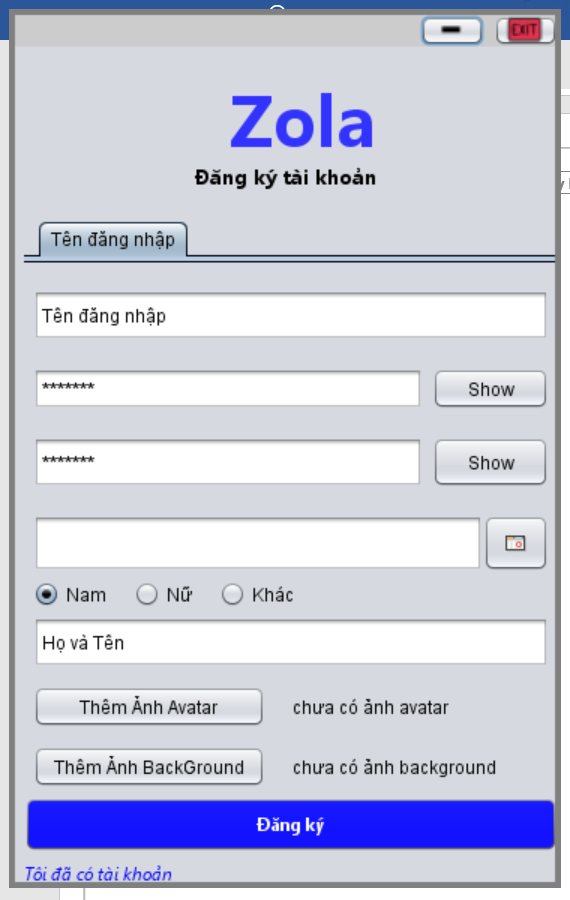 EXIT
Zola
Đăng ký tài khoản
Tên đăng nhập
Tên đăng nhập
******* Show
******* Show
Nam Nữ Khác
Họ và Tên
Thêm Ảnh Avatar chưa có ảnh avatar
Thêm Ảnh BackGround chưa có ảnh background
Đăng ký
Tôi đã có tài khoản